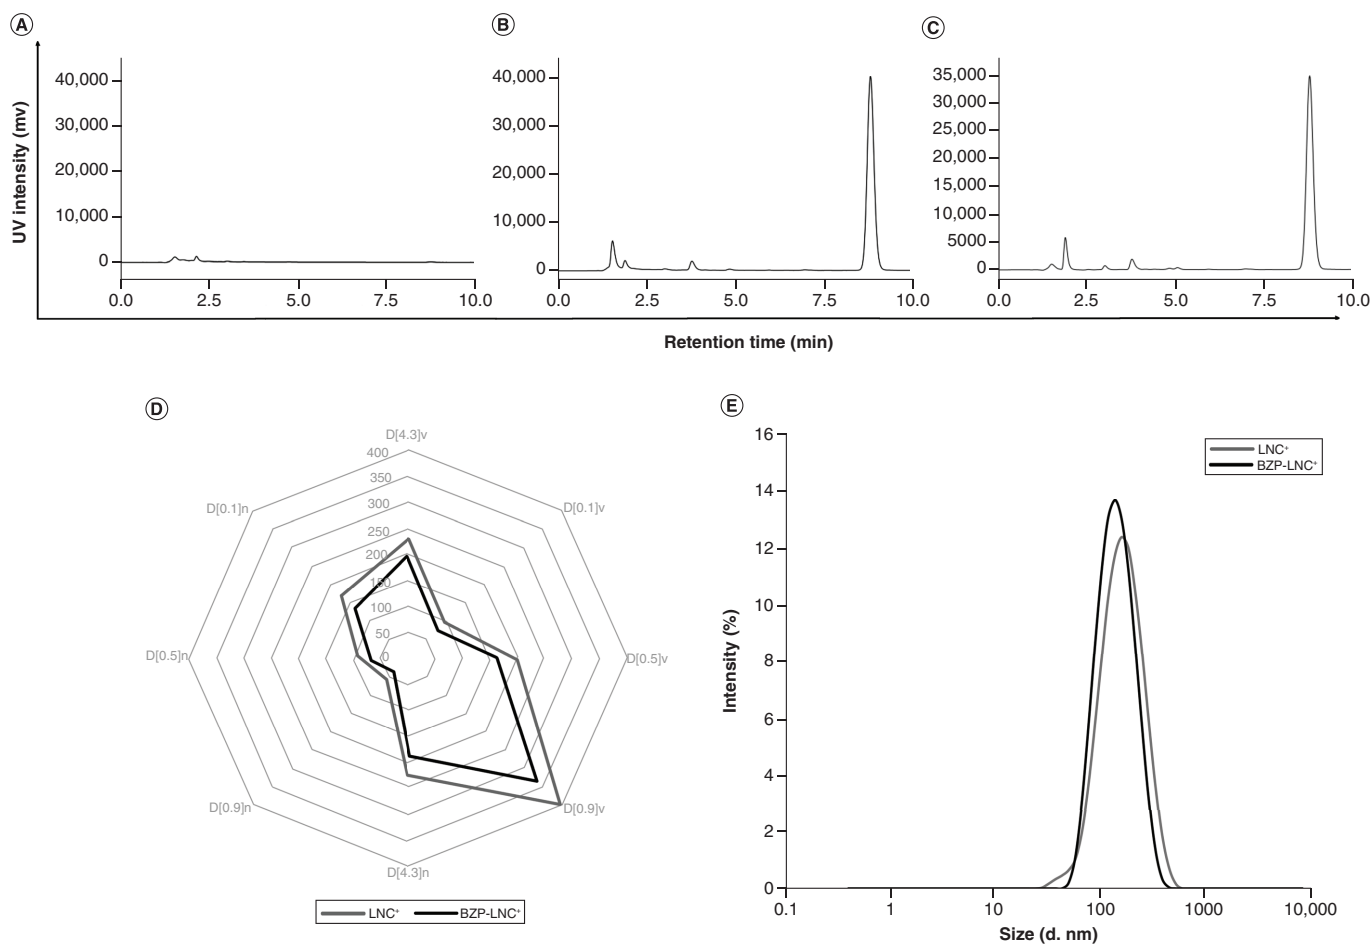 A
B
C
UV intensity (mv)
40,000
30,000
20,000
10,000
0
0.0 2.5 5.0 7.5 10.0
40,000
30,000
20,000
10,000
0
0.0 2.5 5.0 7.5 10.0
35,000
30,000
25,000
20,000
15,000
10,000
5000
0
0.0 2.5 5.0 7.5 10.0
Retention time (min)
D
D[4.3]v
D[0.1]v
D[0.5]v
D[0.9]v
D[4.3]n
D[0.9]n
D[0.5]n
D[0.1]n
400
350
300
250
200
150
100
50
0
LNC+ BZP-LNC+
E
Intensity (%)
16
14
12
10
8
6
4
2
0
0.1 1 10 100 1000 10,000
Size (d. nm)
LNC+
BZP-LNC+